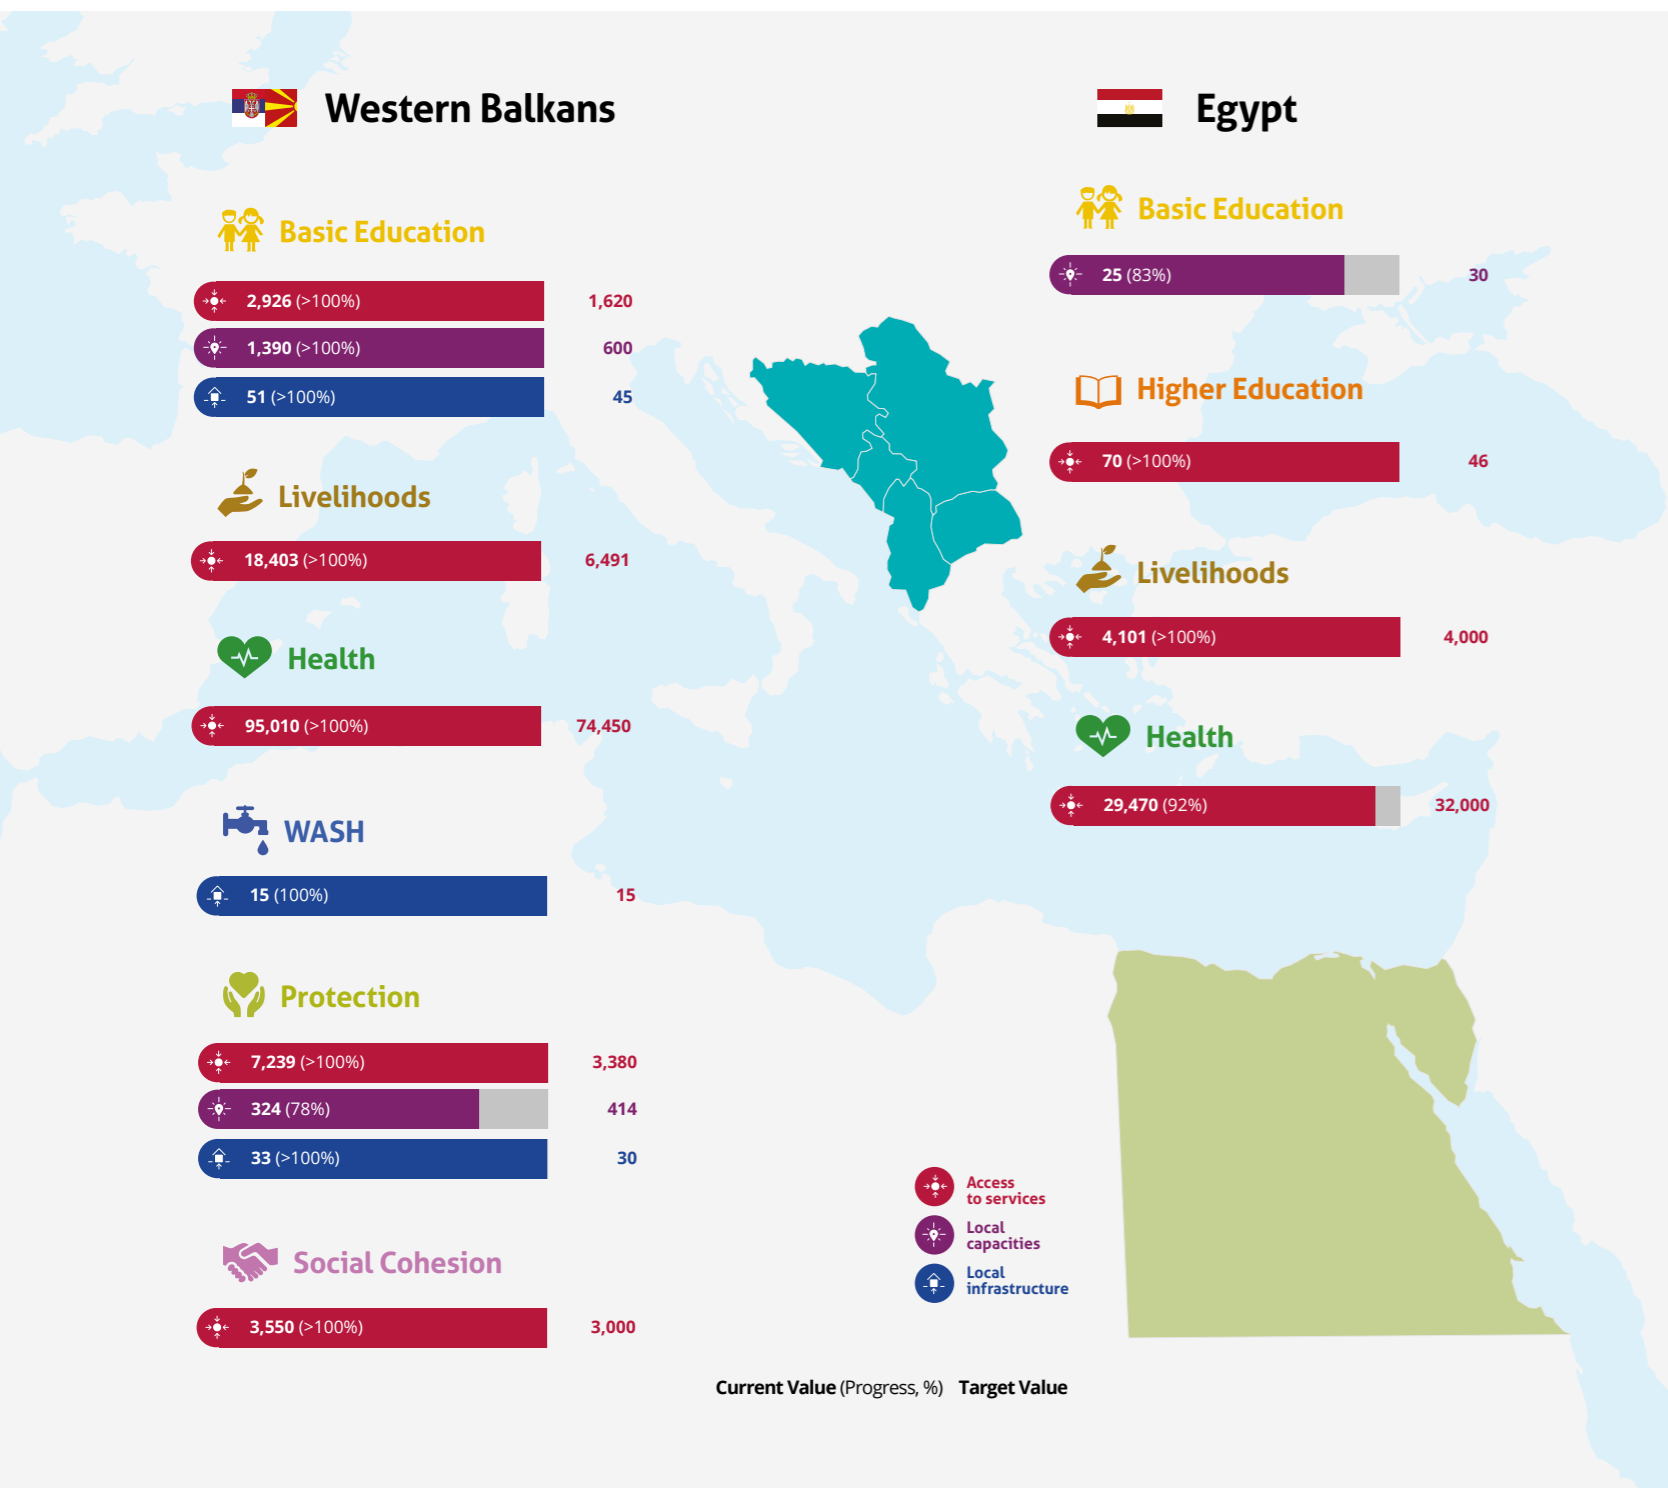 Western Balkans
Basic Education
2,926 (>100%) 1,620
1,390 (>100%) 600
51 (>100%) 45
Livelihoods
18,403 (>100%) 6,491
Health
95,010 (>100%) 74,450
WASH
15 (100%) 15
Protection
7,239 (>100%) 3,380
324 (78%) 414
33 (>100%) 30
Social Cohesion
3,550 (>100%) 3,000
Egypt
Basic Education
25 (83%) 30
Higher Education
70 (>100%) 46
Livelihoods
4,101 (>100%) 4,000
Health
29,470 (92%) 32,000
Access
to services
Local
capacities
Local
infrastructure
Current Value (Progress, %) Target Value